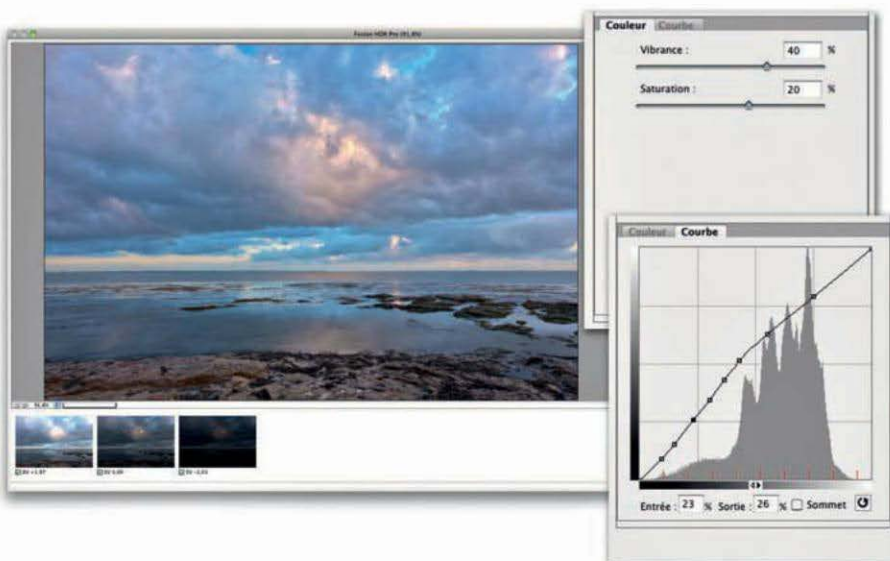 Fusion HDR Pro (91,8%)
Couleur Courbe
Vibrance : 40 %
Saturation : 20 %
Couleur Courbe
Entrée : 23 % Sortie : 26 % Sommet